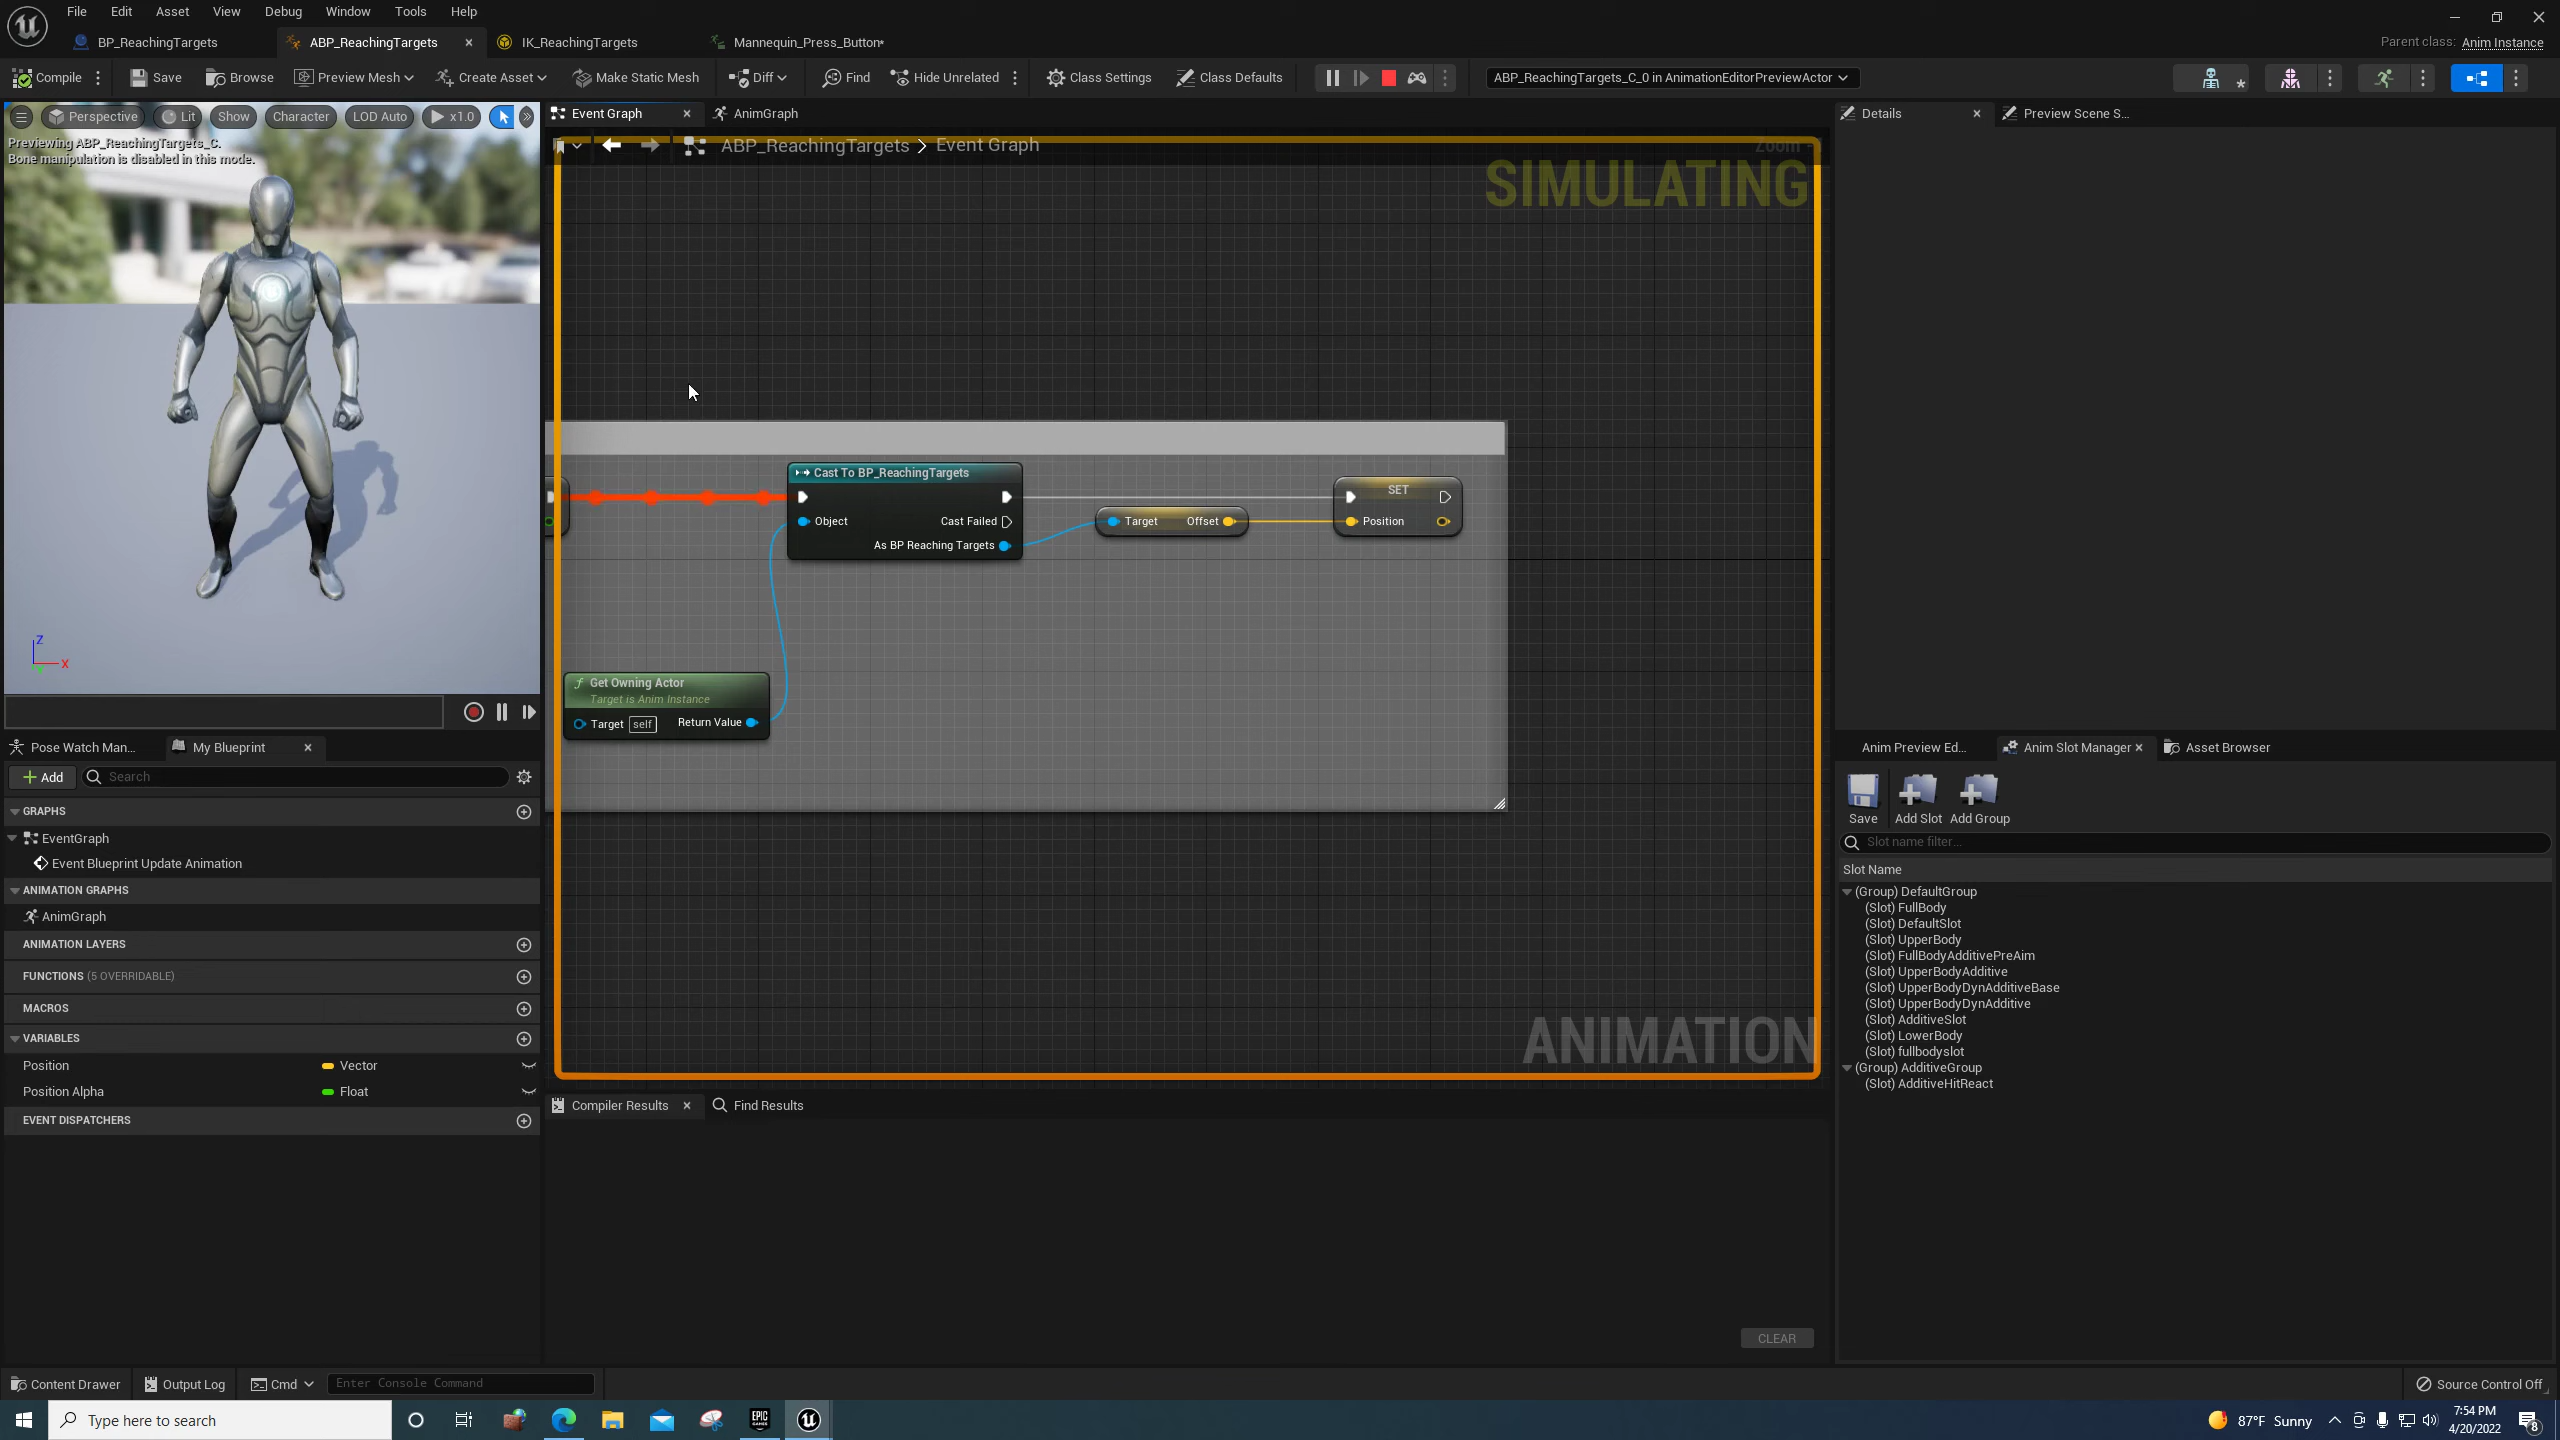 File Edit Asset View Debug Window Tools Help
BP_ReachingTargets ABP_ReachingTargets IK_ReachingTargets Mannequin_Press_Button*
Parent class: Anim Instance
Compile Save Browse Preview Mesh Create Asset Make Static Mesh Diff Find Hide Unrelated Class Settings Class Defaults ABP_ReachingTargets_C_0 in AnimationEditorPreviewActor
Perspective Lit Show Character LOD Auto x1.0
Previewing ABP_ReachingTargets_C.
Bone manipulation is disabled in this mode.
Z
X
Event Graph AnimGraph
ABP_ReachingTargets > Event Graph
Zoom
SIMULATING
Cast To BP_ReachingTargets
Object
Cast Failed
As BP Reaching Targets
Target Offset
SET
Position
Get Owning Actor
Target is Anim Instance
Target self Return Value
ANIMATION
Pose Watch Man... My Blueprint
Add Search
GRAPHS
EventGraph
Event Blueprint Update Animation
ANIMATION GRAPHS
AnimGraph
ANIMATION LAYERS
FUNCTIONS (5 OVERRIDABLE)
MACROS
VARIABLES
Position Vector
Position Alpha Float
EVENT DISPATCHERS
Compiler Results Find Results
CLEAR
Details Preview Scene S...
Anim Preview Ed... Anim Slot Manager Asset Browser
Save Add Slot Add Group
Slot name filter...
Slot Name
(Group) DefaultGroup
(Slot) FullBody
(Slot) DefaultSlot
(Slot) UpperBody
(Slot) FullBodyAdditivePreAim
(Slot) UpperBodyAdditive
(Slot) UpperBodyDynAdditiveBase
(Slot) UpperBodyDynAdditive
(Slot) AdditiveSlot
(Slot) LowerBody
(Slot) fullbodyslot
(Group) AdditiveGroup
(Slot) AdditiveHitReact
Content Drawer Output Log Cmd Enter Console Command
Source Control Off
Type here to search
EPIC GAMES
87°F Sunny
7:54 PM
4/20/2022
8